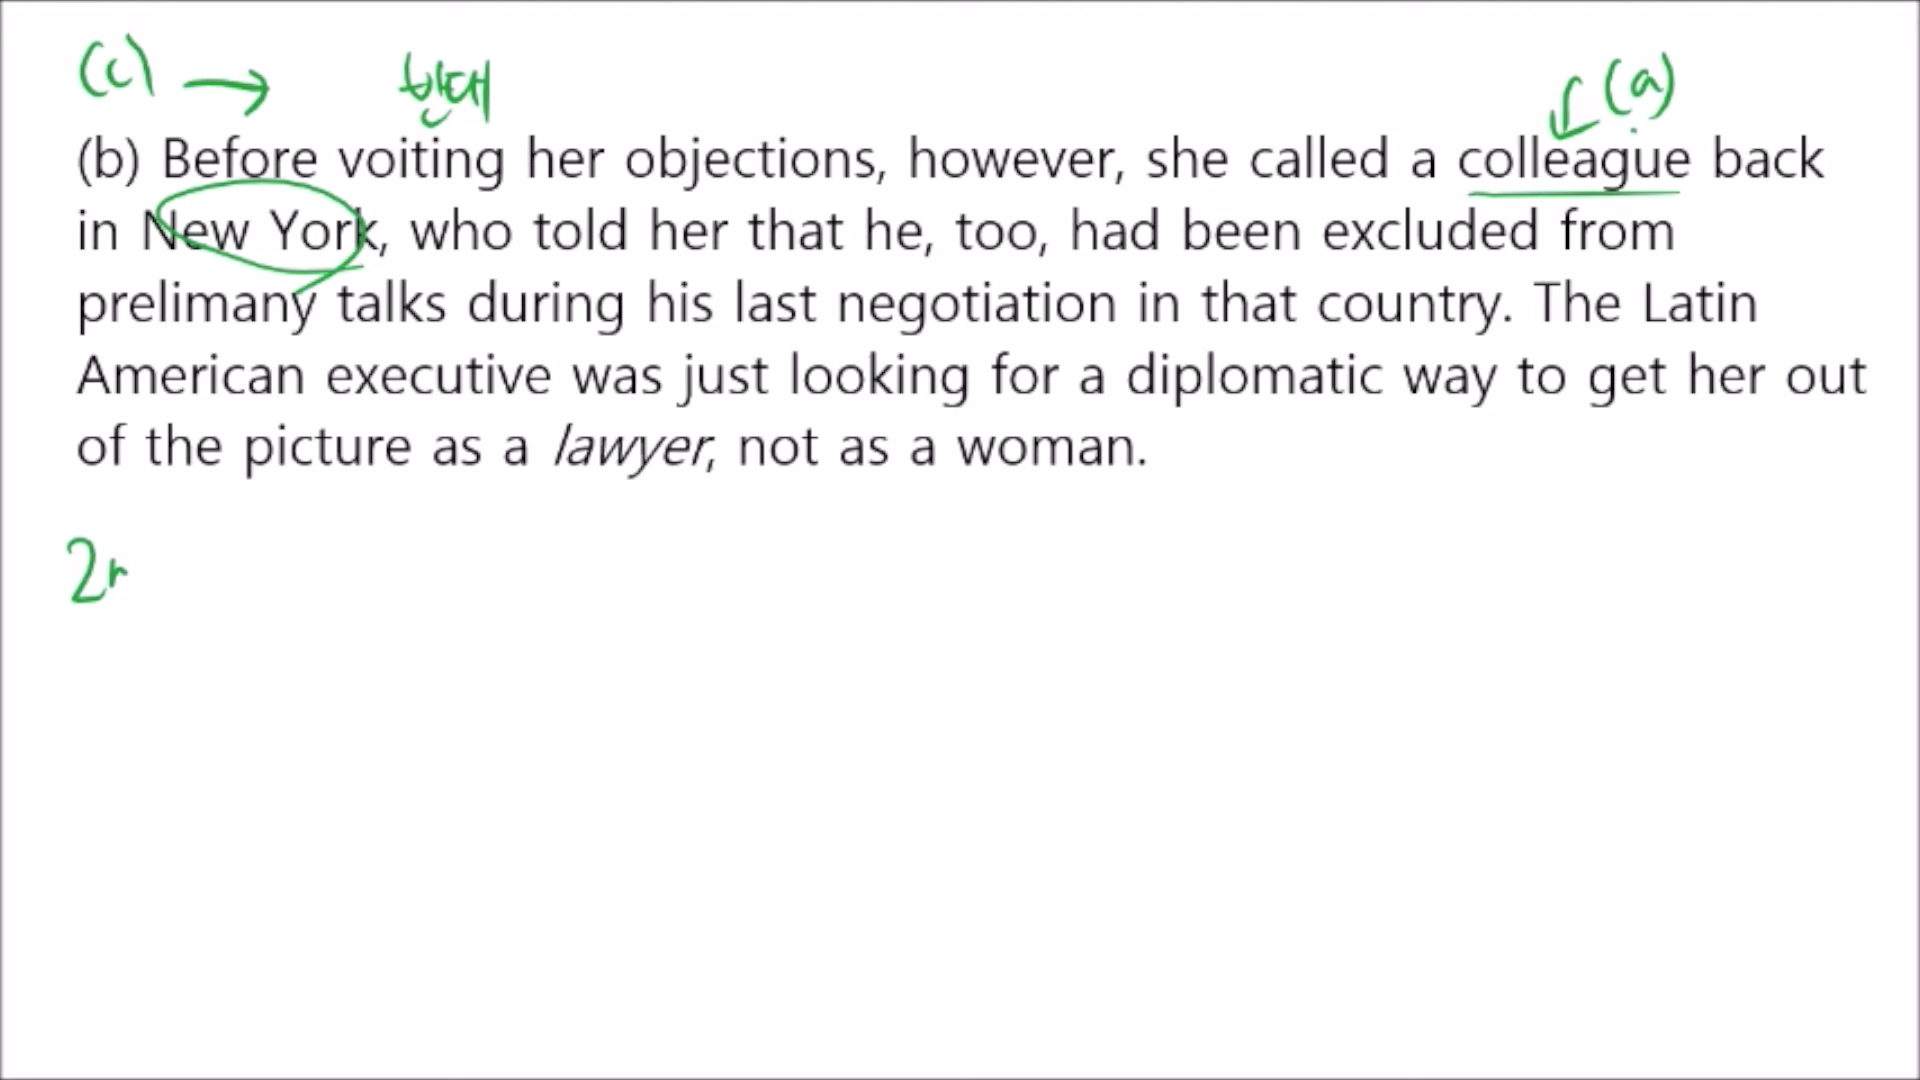 (c) → 반대 (a)
(b) Before voiting her objections, however, she called a colleague back
in New York, who told her that he, too, had been excluded from
prelimany talks during his last negotiation in that country. The Latin
American executive was just looking for a diplomatic way to get her out
of the picture as a lawyer, not as a woman.
2